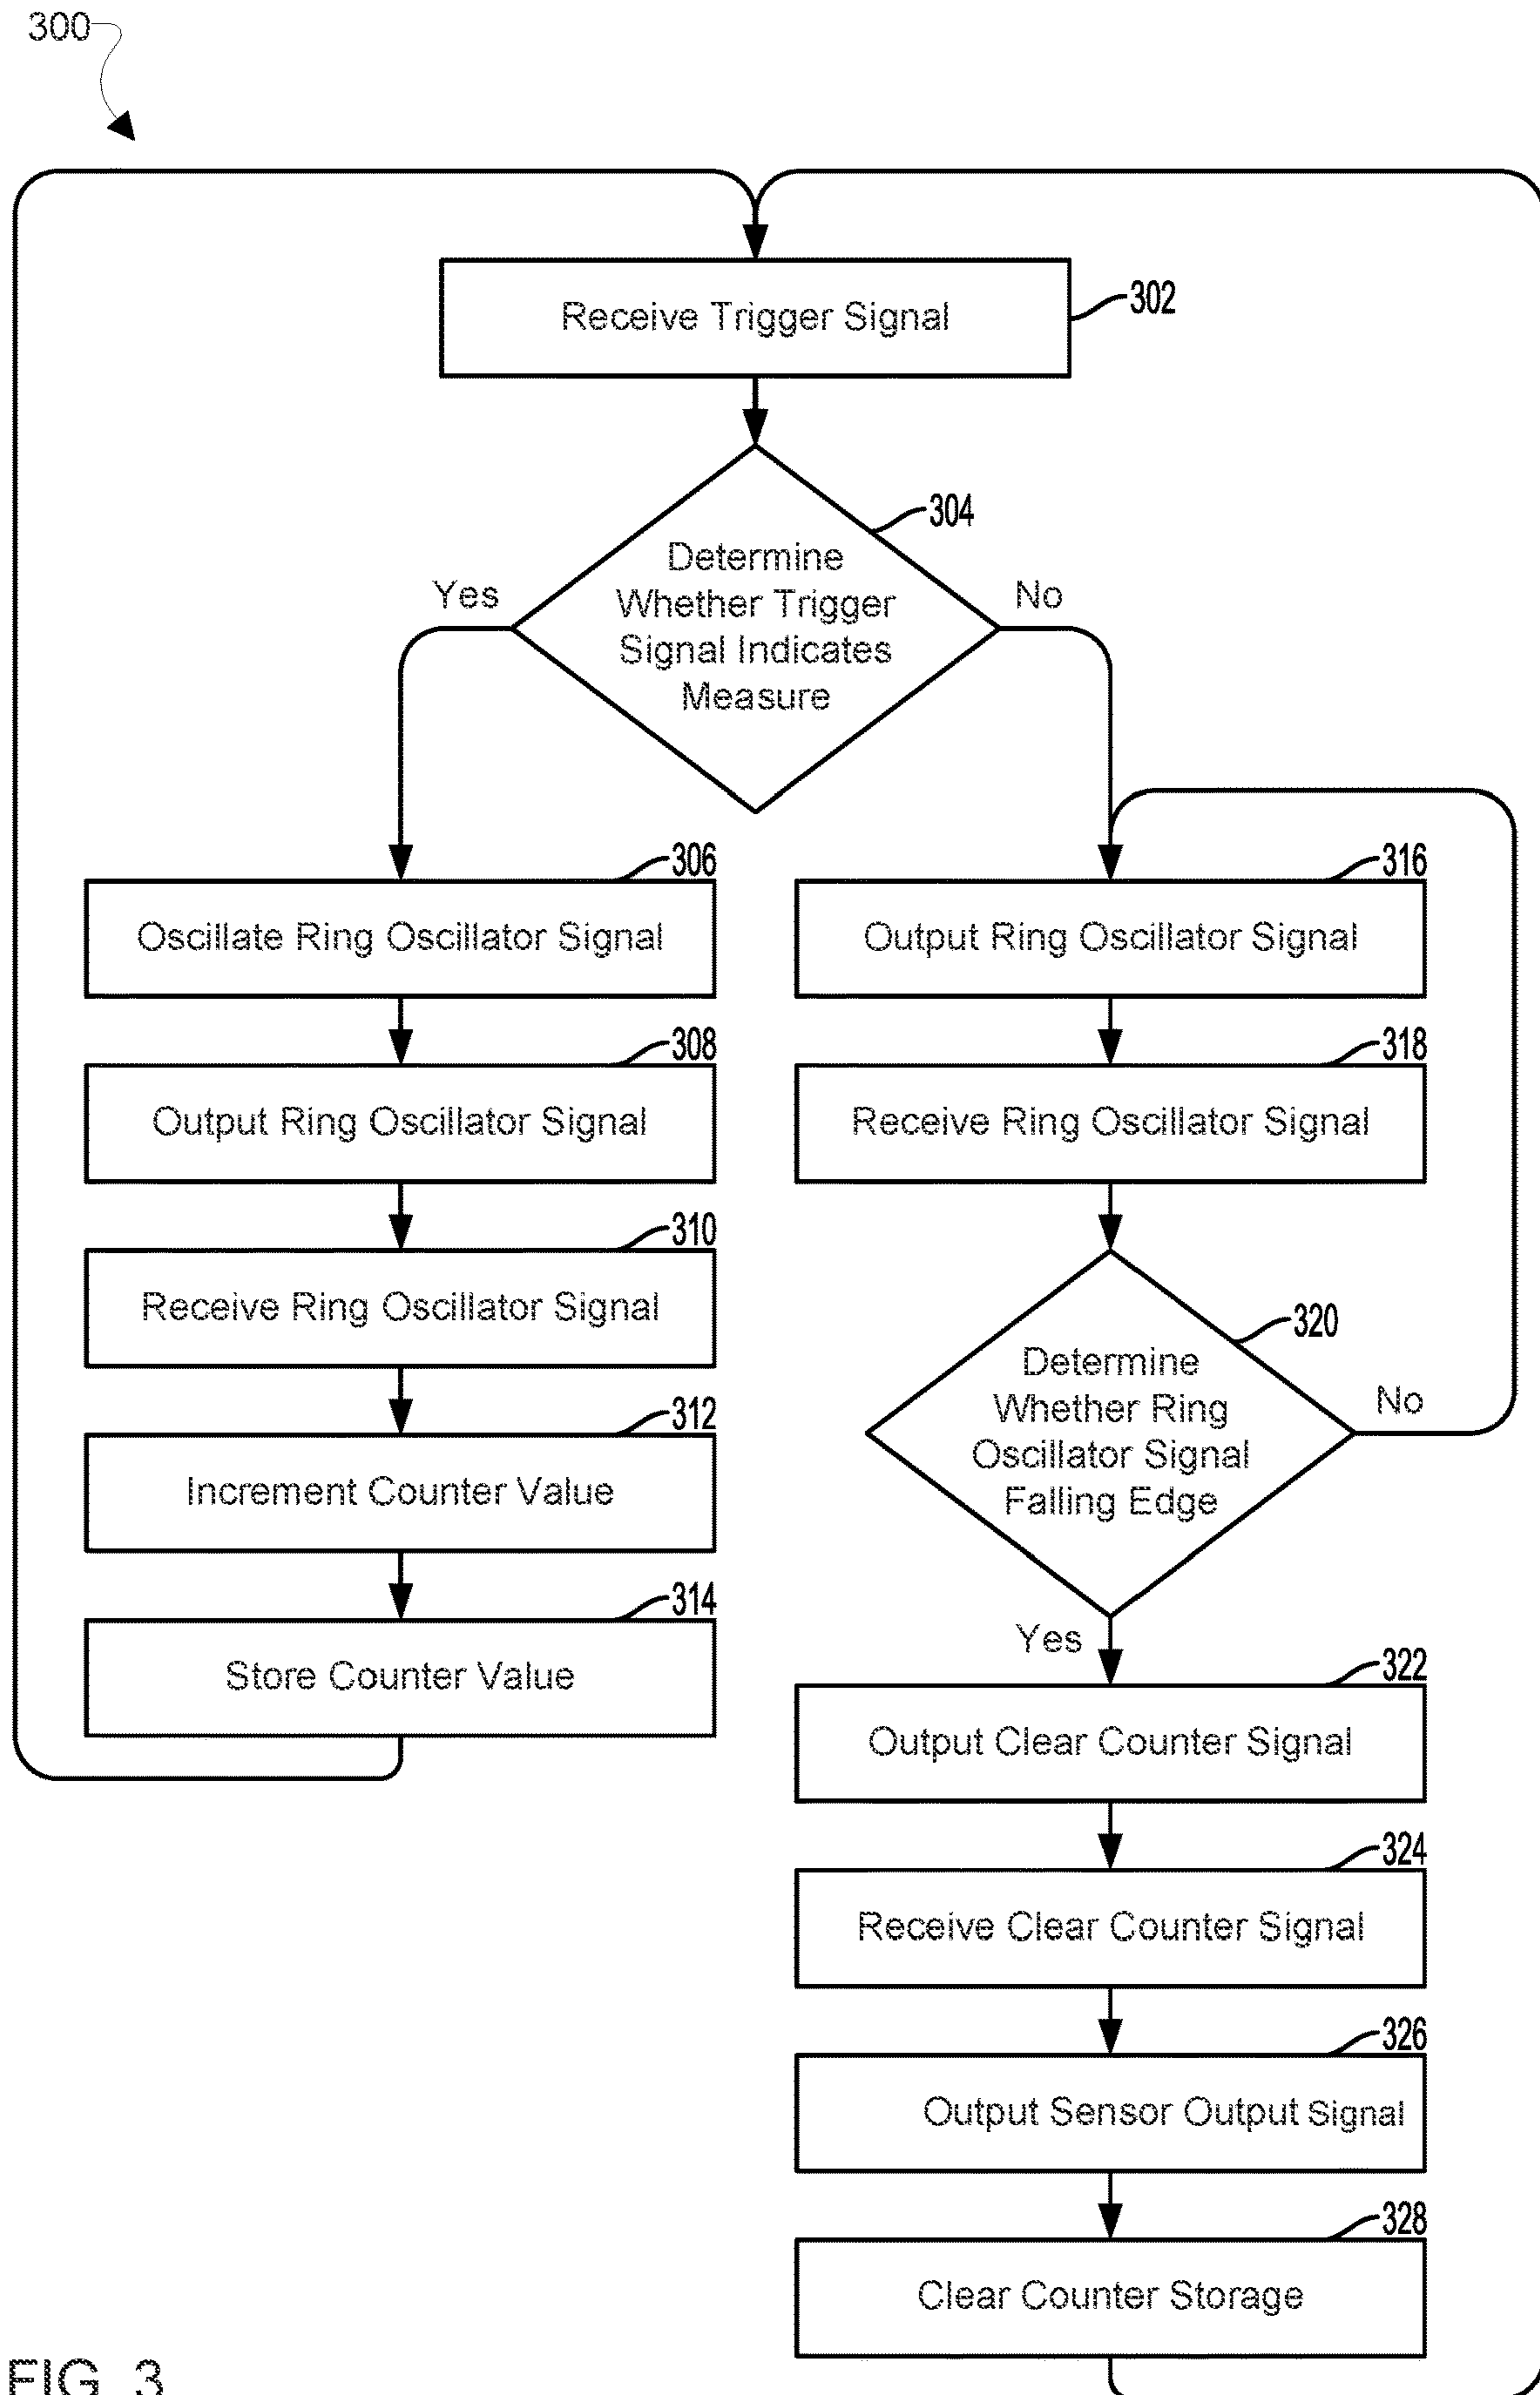 300
Receive Trigger Signal
302
304
Determine
Whether Trigger
Signal Indicates
Measure
Yes
No
306
Oscillate Ring Oscillator Signal
308
Output Ring Oscillator Signal
310
Receive Ring Oscillator Signal
312
Increment Counter Value
314
Store Counter Value
316
Output Ring Oscillator Signal
318
Receive Ring Oscillator Signal
320
Determine
Whether Ring
Oscillator Signal
Falling Edge
No
Yes
322
Output Clear Counter Signal
324
Receive Clear Counter Signal
326
Output Sensor Output Signal
328
Clear Counter Storage
FIG. 3